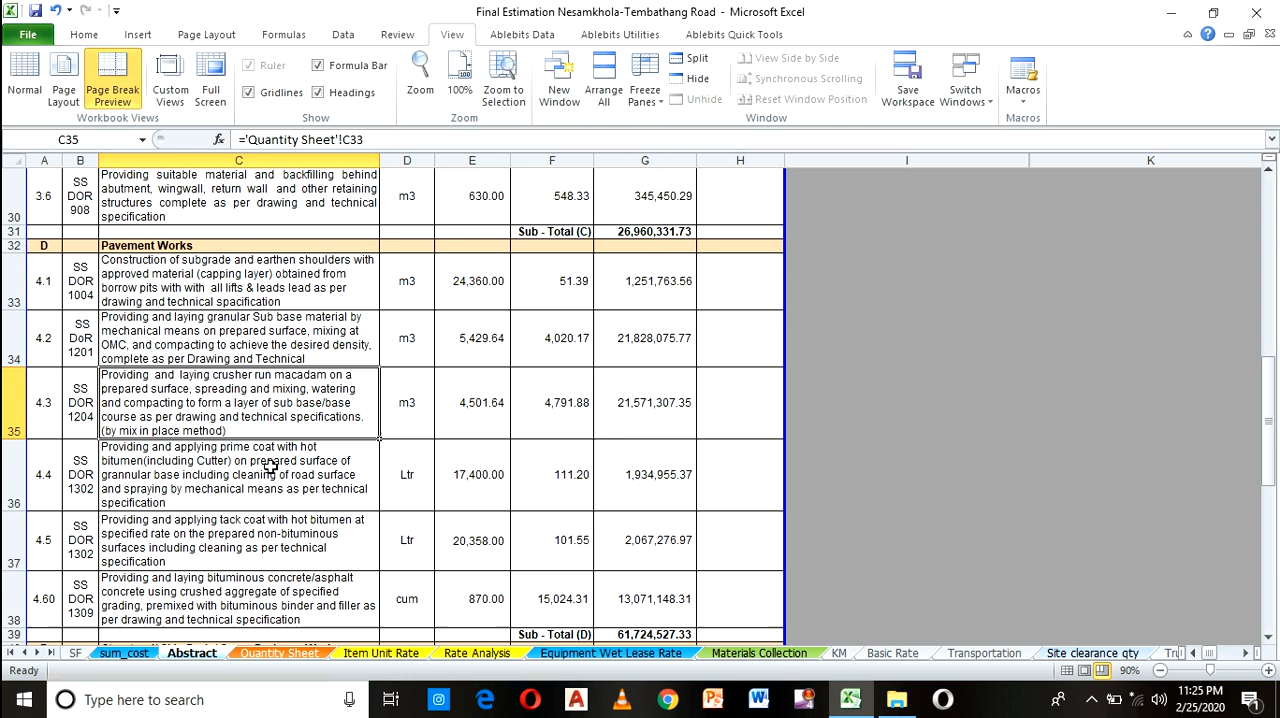 Final Estimation Nesamkhola-Tembathang Road - Microsoft Excel
File Home Insert Page Layout Formulas Data Review View Ablebits Data Ablebits Utilities Ablebits Quick Tools
Normal
Page Layout
Page Break Preview
Custom Views
Full Screen
Workbook Views
Ruler
Formula Bar
Gridlines
Headings
Show
Zoom
100%
Zoom to Selection
Zoom
New Window
Arrange All
Freeze Panes
Split
Hide
Unhide
View Side by Side
Synchronous Scrolling
Reset Window Position
Window
Save Workspace
Switch Windows
Macros
Macros
C35
='Quantity Sheet'!C33
A B C D E F G H I J K
30 3.6 SS DOR 908
Providing suitable material and backfilling behind
abutment, wingwall, return wall and other retaining
structures complete as per drawing and technical
specification
m3 630.00 548.33 345,450.29
31 Sub - Total (C) 26,960,331.73
32 D Pavement Works
33 4.1 SS DOR 1004
Construction of subgrade and earthen shoulders with
approved material (capping layer) obtained from
borrow pits with with all lifts & leads lead as per
drawing and technical spacification
m3 24,360.00 51.39 1,251,763.56
34 4.2 SS DoR 1201
Providing and laying granular Sub base material by
mechanical means on prepared surface, mixing at
OMC, and compacting to achieve the desired density,
complete as per Drawing and Technical
m3 5,429.64 4,020.17 21,828,075.77
35 4.3 SS DOR 1204
Providing and laying crusher run macadam on a
prepared surface, spreading and mixing, watering
and compacting to form a layer of sub base/base
course as per drawing and technical specifications.
(by mix in place method)
m3 4,501.64 4,791.88 21,571,307.35
36 4.4 SS DOR 1302
Providing and applying prime coat with hot
bitumen(including Cutter) on prepared surface of
grannular base including cleaning of road surface
and spraying by mechanical means as per technical
specification
Ltr 17,400.00 111.20 1,934,955.37
37 4.5 SS DOR 1302
Providing and applying tack coat with hot bitumen at
specified rate on the prepared non-bituminous
surfaces including cleaning as per technical
specification
Ltr 20,358.00 101.55 2,067,276.97
38 4.60 SS DOR 1309
Providing and laying bituminous concrete/asphalt
concrete using crushed aggregate of specified
grading, premixed with bituminous binder and filler as
per drawing and technical specification
cum 870.00 15,024.31 13,071,148.31
39 Sub - Total (D) 61,724,527.33
SF sum_cost Abstract Quantity Sheet Item Unit Rate Rate Analysis Equipment Wet Lease Rate Materials Collection KM Basic Rate Transportation Site clearance qty
Ready
90%
Type here to search
11:25 PM
2/25/2020